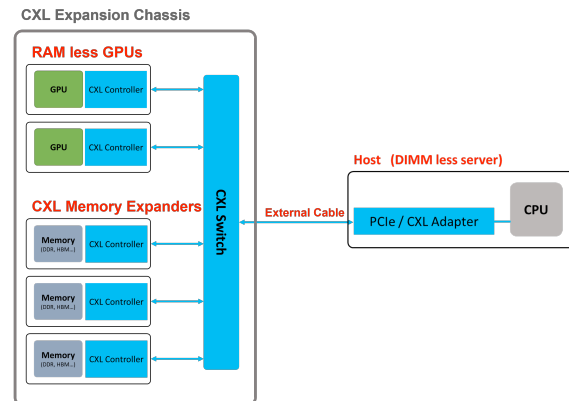 CXL Expansion Chassis
RAM less GPUs
GPU
CXL Controller
GPU
CXL Controller
CXL Memory Expanders
Memory
(DDR, HBM...)
CXL Controller
Memory
(DDR, HBM...)
CXL Controller
Memory
(DDR, HBM...)
CXL Controller
CXL Switch
External Cable
Host (DIMM less server)
PCIe / CXL Adapter
CPU